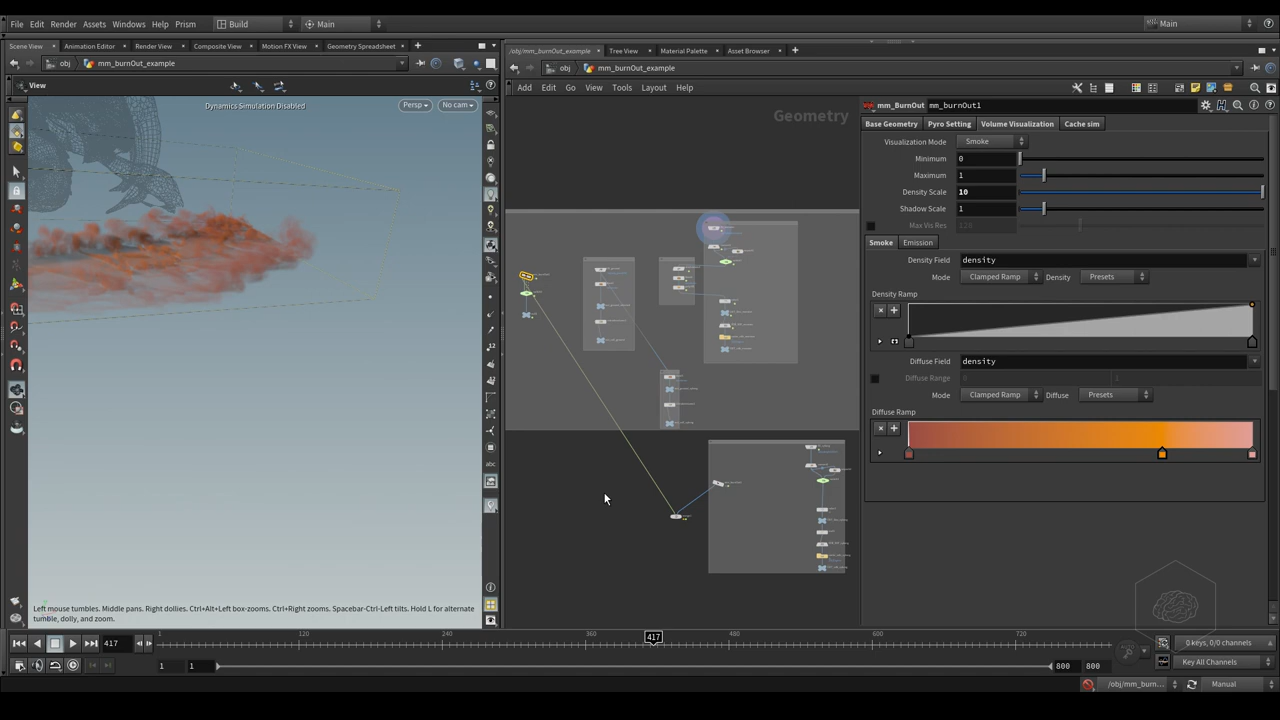 File Edit Render Assets Windows Help Prism
Build
Main
Main
Scene View
Animation Editor
Render View
Composite View
Motion FX View
Geometry Spreadsheet
/obj/mm_burnOut_example
Tree View
Material Palette
Asset Browser
obj
mm_burnOut_example
obj
mm_burnOut_example
View
Add Edit Go View Tools Layout Help
Dynamics Simulation Disabled
Persp
No cam
Geometry
mm_BurnOut mm_burnOut1
Base Geometry
Pyro Setting
Volume Visualization
Cache sim
Visualization Mode Smoke
Minimum 0
Maximum 1
Density Scale 10
Shadow Scale 1
Max Vis Res 128
Smoke
Emission
Density Field density
Mode Clamped Ramp Density Presets
Density Ramp
Diffuse Field density
Diffuse Range 0 1
Mode Clamped Ramp Diffuse Presets
Diffuse Ramp
abc
Left mouse tumbles. Middle pans. Right dollies. Ctrl+Alt+Left box-zooms. Ctrl+Right zooms. Spacebar-Ctrl-Left tilts. Hold L for alternate
tumble, dolly, and zoom.
417
1 120 240 360 417 480 600 720
0 keys, 0/0 channels
1 1 800 800
Key All Channels
/obj/mm_burn...
Manual